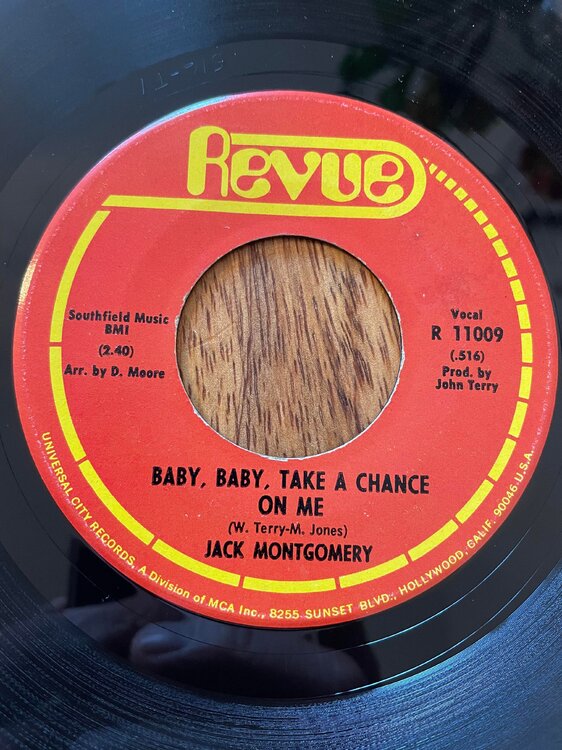 Revue
Southfield Music
BMI
(2.40)
Arr. by D. Moore
Vocal
R 11009
(.516)
Prod. by
John Terry
BABY, BABY, TAKE A CHANCE
ON ME
(W. Terry-M. Jones)
JACK MONTGOMERY
UNIVERSAL CITY RECORDS, A Division of MCA Inc., 8255 SUNSET BLVD., HOLLYWOOD, CALIF. 90046 U.S.A.